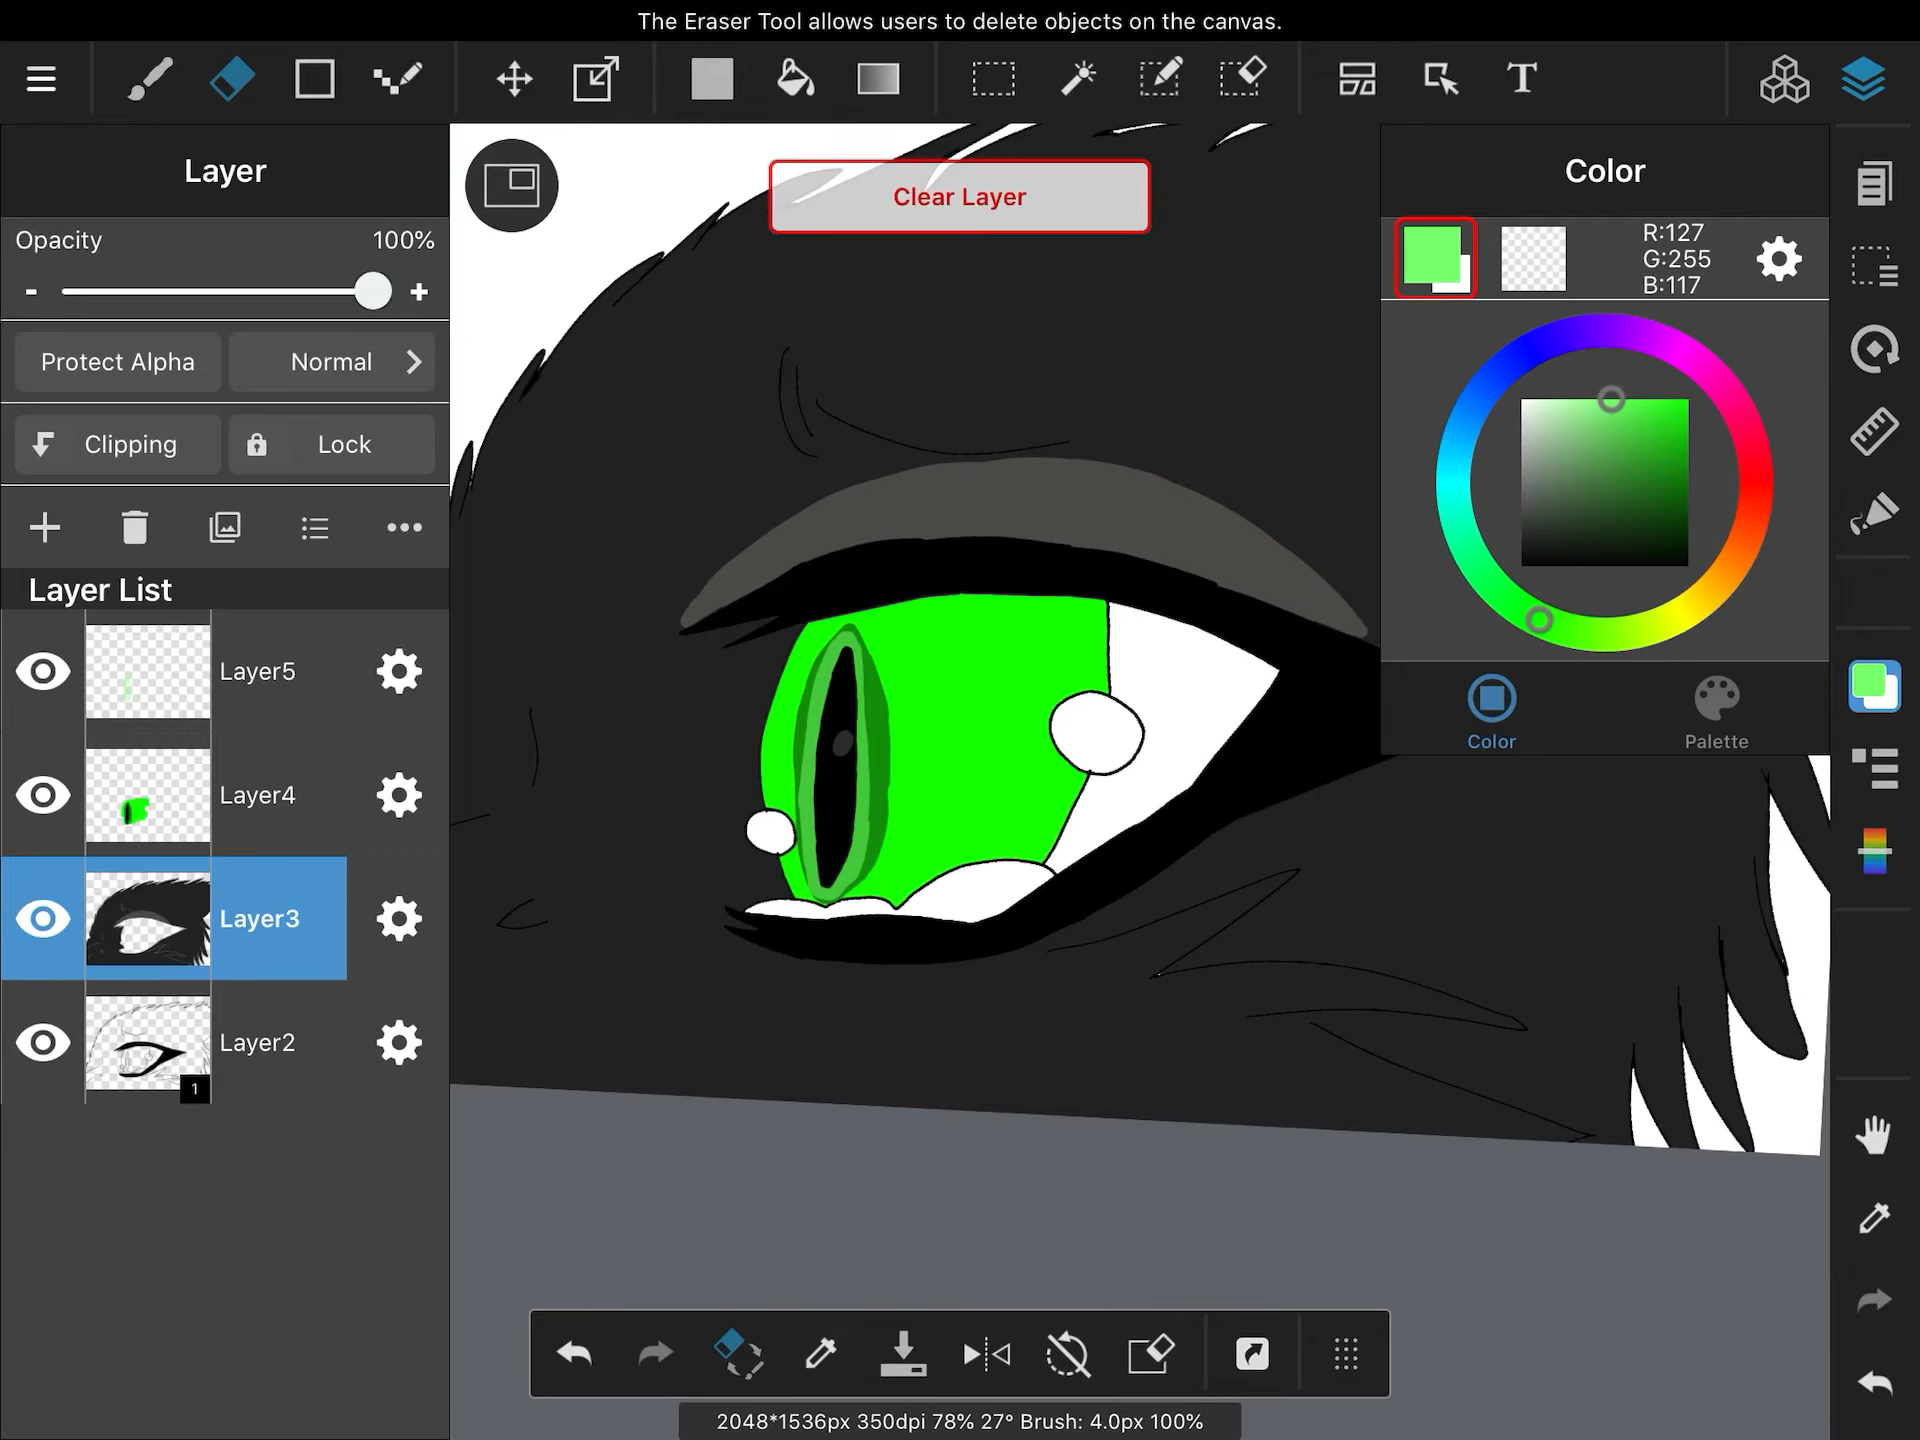 The Eraser Tool allows users to delete objects on the canvas.
T
Layer
Clear Layer
Color
Opacity 100%
R:127
G:255
B:117
- +
Protect Alpha Normal
Clipping Lock
Layer List
Layer5
Layer4
Layer3
Layer2
1
Color Palette
2048*1536px 350dpi 78% 27° Brush: 4.0px 100%